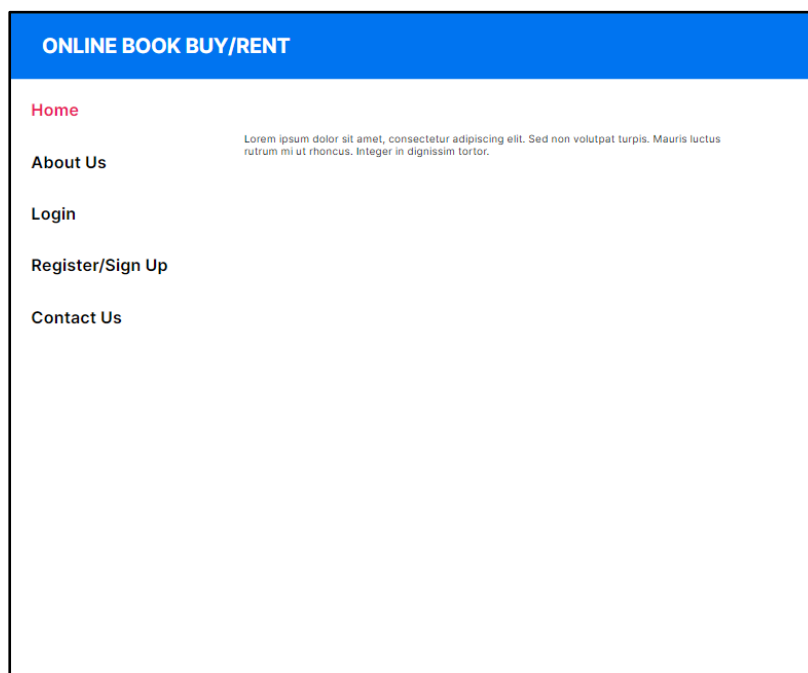 ONLINE BOOK BUY/RENT
Home
About Us
Login
Register/Sign Up
Contact Us
Lorem ipsum dolor sit amet, consectetur adipiscing elit. Sed non volutpat turpis. Mauris luctus
rutrum mi ut rhoncus. Integer in dignissim tortor.